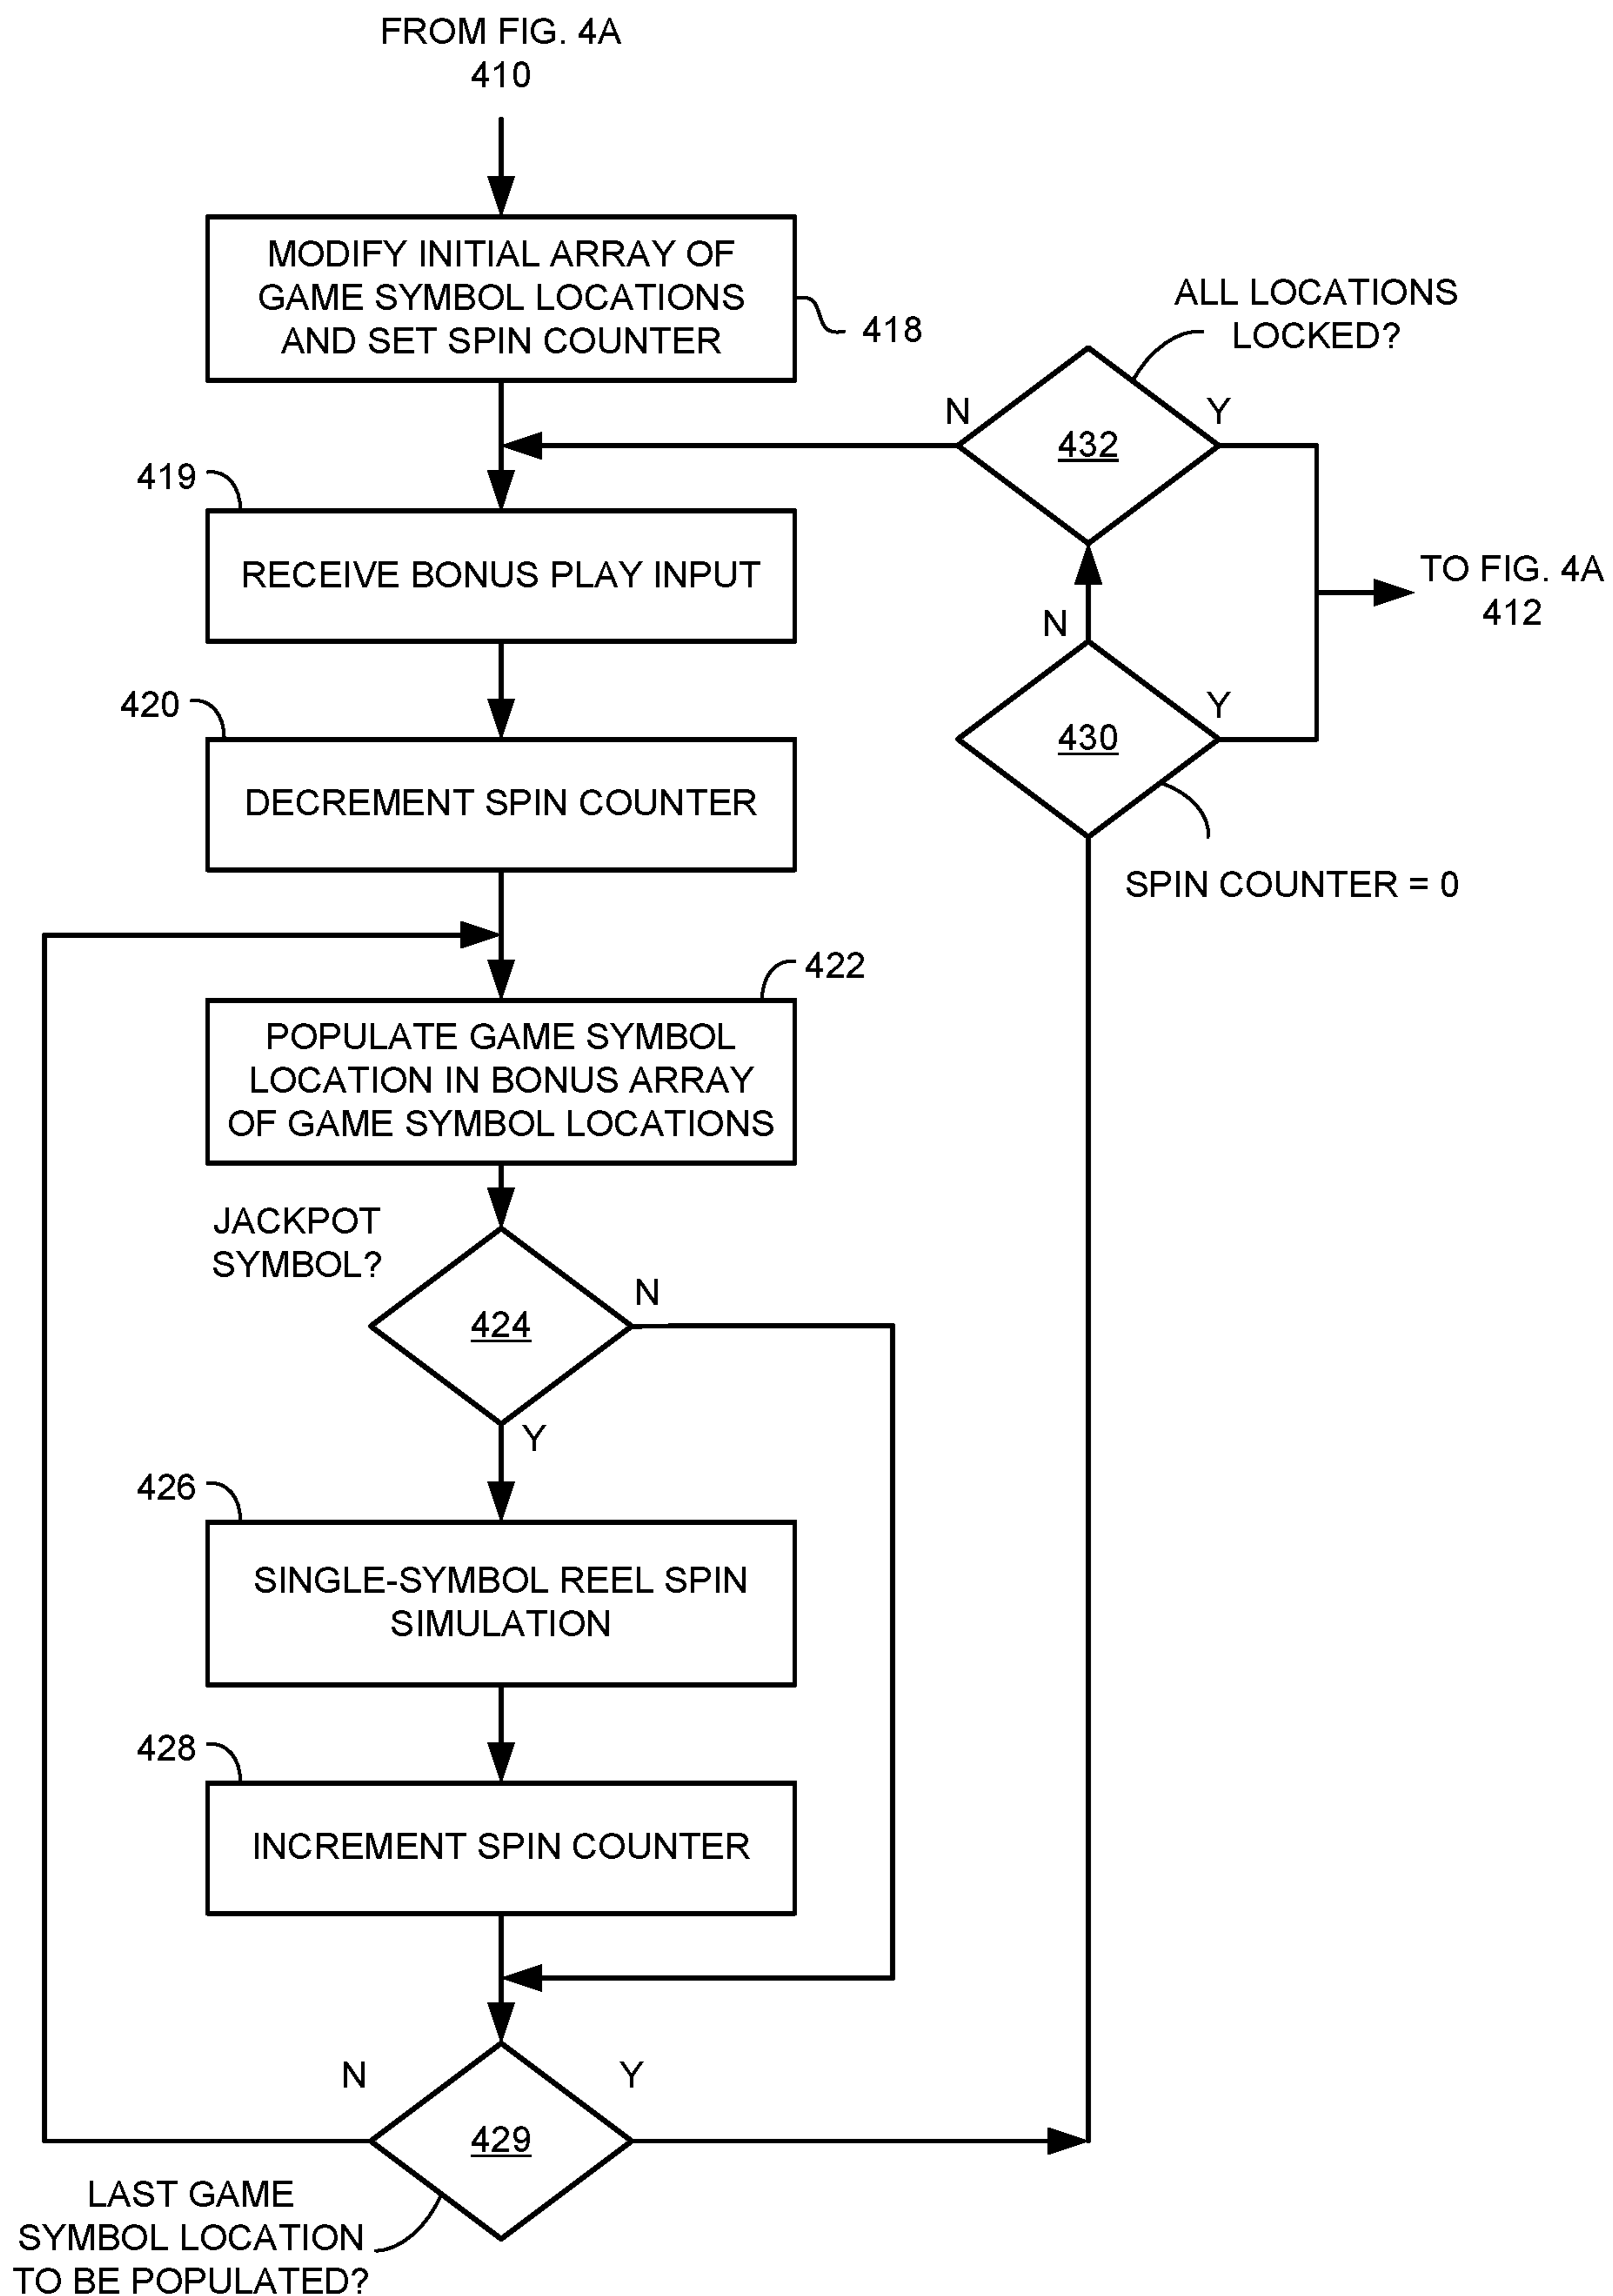 FROM FIG. 4A
410
MODIFY INITIAL ARRAY OF
GAME SYMBOL LOCATIONS
AND SET SPIN COUNTER
418
ALL LOCATIONS
LOCKED?
N
432
Y
419
RECEIVE BONUS PLAY INPUT
TO FIG. 4A
412
N
430
Y
SPIN COUNTER = 0
420
DECREMENT SPIN COUNTER
422
POPULATE GAME SYMBOL
LOCATION IN BONUS ARRAY
OF GAME SYMBOL LOCATIONS
JACKPOT
SYMBOL?
N
424
Y
426
SINGLE-SYMBOL REEL SPIN
SIMULATION
428
INCREMENT SPIN COUNTER
N
Y
429
LAST GAME
SYMBOL LOCATION
TO BE POPULATED?